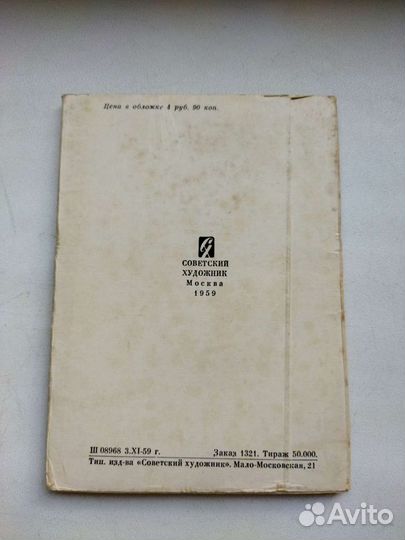 Цена в обложке 4 руб. 90 коп.
СОВЕТСКИЙ
ХУДОЖНИК
Москва
1959
Ш 08968 3.XI-59 г. Заказ 1321. Тираж 50.000.
Тип. изд-ва «Советский художник». Мало-Московская, 21
Avito